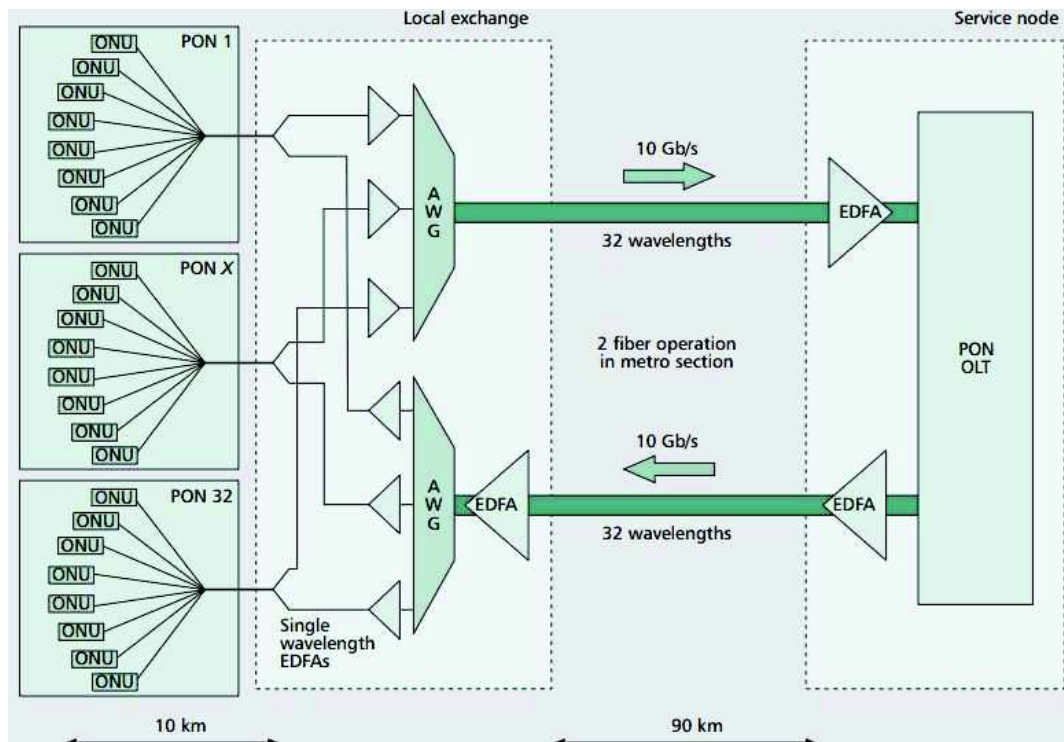 Local exchange
Service node
PON 1
ONU
ONU
ONU
ONU
ONU
ONU
ONU
ONU
PON X
ONU
ONU
ONU
ONU
ONU
ONU
ONU
ONU
PON 32
ONU
ONU
ONU
ONU
ONU
ONU
ONU
ONU
Single
wavelength
EDFAs
A
W
G
A
W
G
EDFA
10 Gb/s
32 wavelengths
2 fiber operation
in metro section
10 Gb/s
32 wavelengths
EDFA
EDFA
PON
OLT
10 km
90 km